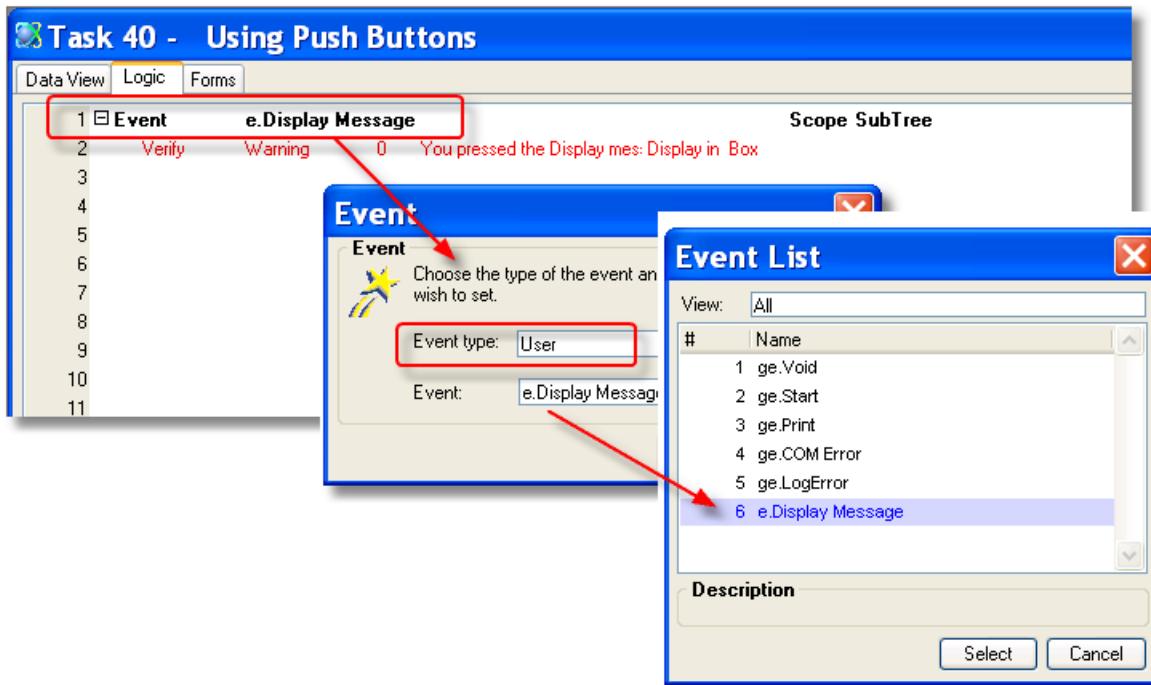 Task 40 - Using Push Buttons
Data View Logic Forms
1 Event e.Display Message Scope SubTree
2 Verify Warning 0 You pressed the Display mes: Display in Box
3
4
5
6
7
8
9
10
11
Event
Event
Choose the type of the event an
wish to set.
Event type: User
Event: e.Display Messag
Event List
View: All
# Name
1 ge.Void
2 ge.Start
3 ge.Print
4 ge.COM Error
5 ge.LogError
6 e.Display Message
Description
Select Cancel